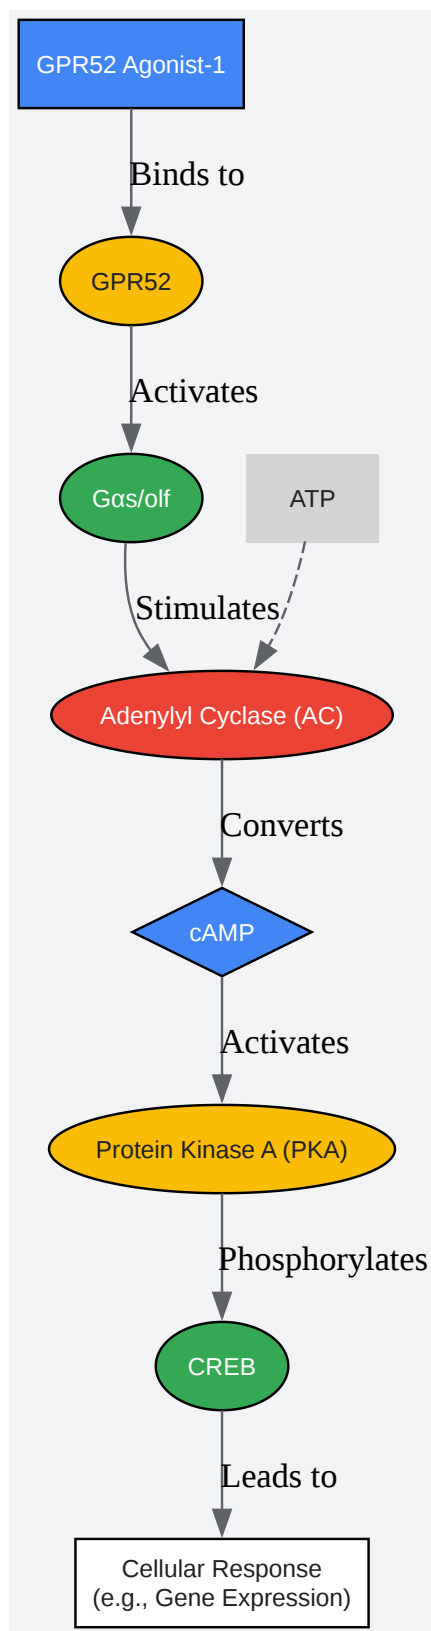 GPR52 Agonist-1
Binds to
GPR52
Activates
Gαs/olf
ATP
Stimulates
Adenylyl Cyclase (AC)
Converts
cAMP
Activates
Protein Kinase A (PKA)
Phosphorylates
CREB
Leads to
Cellular Response
(e.g., Gene Expression)